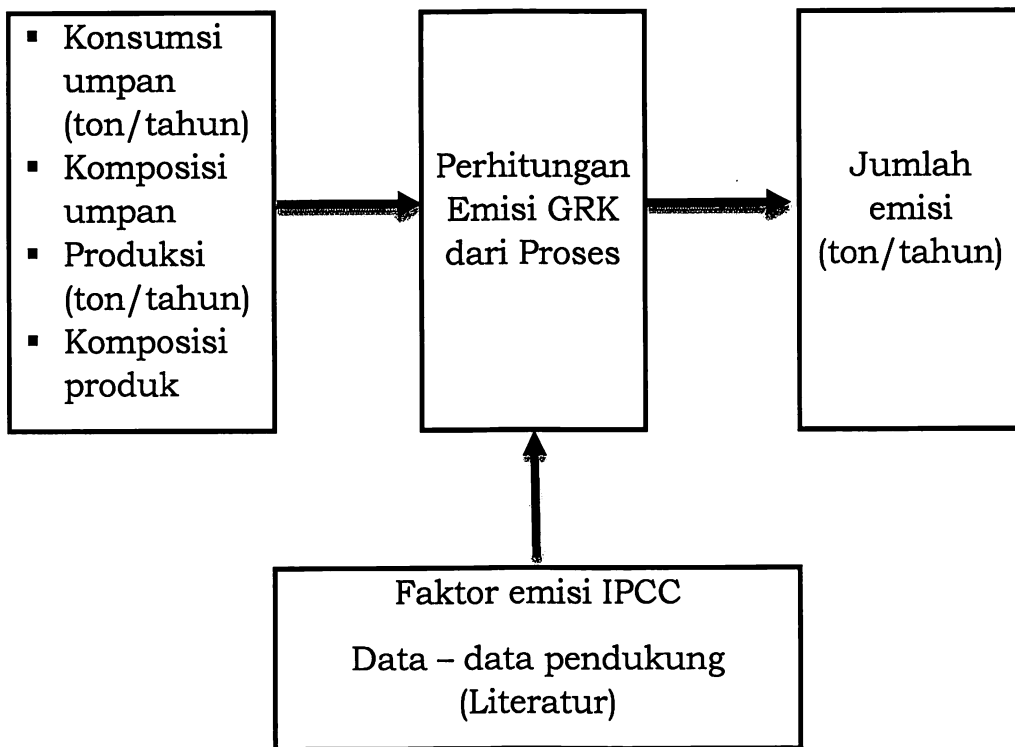 ▪ Konsumsi
umpan
(ton/tahun)
▪ Komposisi
umpan
▪ Produksi
(ton/tahun)
▪ Komposisi
produk
Perhitungan
Emisi GRK
dari Proses
Jumlah
emisi
(ton/tahun)
Faktor emisi IPCC
Data – data pendukung
(Literatur)